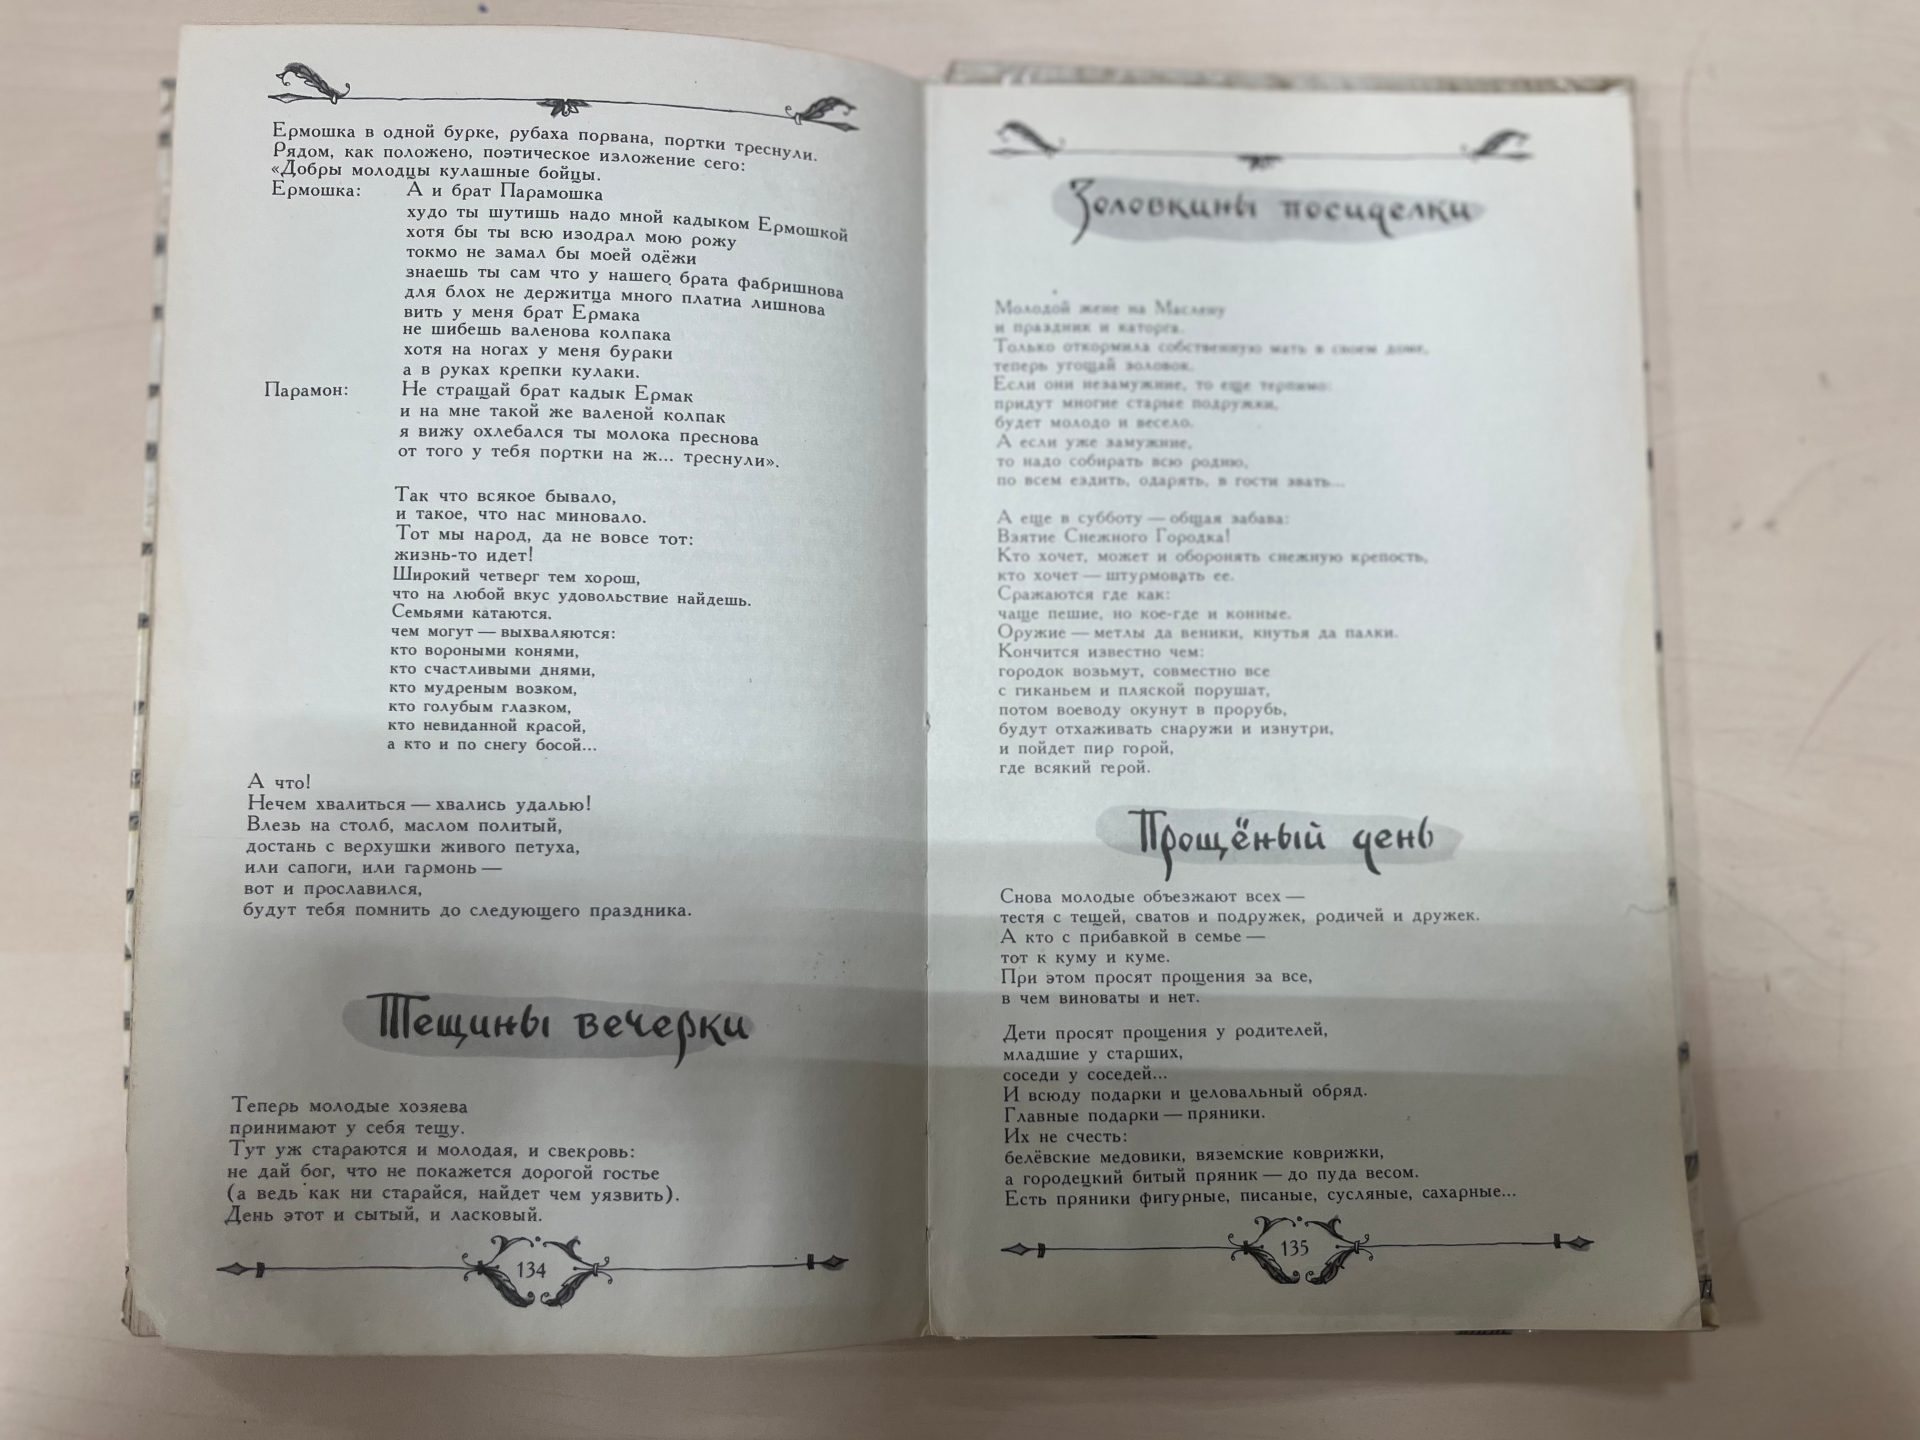 Ермошка в одной бурке, рубаха порвана, портки треснули.
Рядом, как положено, поэтическое изложение сего:
«Добры молодцы кулашные бойцы.
Ермошка: А и брат Парамошка
худо ты шутишь надо мной кадыком Ермошкой
хотя бы ты всю изодрал мою рожу
токмо не замал бы моей одёжи
знаешь ты сам что у нашего брата фабришнова
для блох не держитца много платиа лишнова
вить у меня брат Ермака
не шибешь валенова колпака
хотя на ногах у меня бураки
а в руках крепки кулаки.
Парамон: Не стращай брат кадык Ермак
и на мне такой же валеной колпак
я вижу охлебался ты молока преснова
от того у тебя портки на ж... треснули».
Так что всякое бывало,
и такое, что нас миновало.
Тот мы народ, да не вовсе тот:
жизнь-то идет!
Широкий четверг тем хорош,
что на любой вкус удовольствие найдешь.
Семьями катаются.
чем могут — выхваляются:
кто вороными конями,
кто счастливыми днями,
кто мудреным возком,
кто голубым глазком,
кто невиданной красой,
а кто и по снегу босой...
А что!
Нечем хвалиться — хвались удалью!
Влезь на столб, маслом политый,
достань с верхушки живого петуха,
или сапоги, или гармонь —
вот и прославился,
будут тебя помнить до следующего праздника.
Тещины вечерки
Теперь молодые хозяева
принимают у себя тещу.
Тут уж стараются и молодая, и свекровь:
не дай бог, что не покажется дорогой гостье
(а ведь как ни старайся, найдет чем уязвить).
День этот и сытый, и ласковый.
134
Золовкины посиделки
Молодой жене на Масляну
и праздник и каторга.
Только откормила собственную мать в своем доме,
теперь угощай золовок.
Если они незамужние, то еще терпимо:
придут многие старые подружки,
будет молодо и весело.
А если уже замужние,
то надо собирать всю родню,
по всем ездить, одарять, в гости звать...
А еще в субботу — общая забава:
Взятие Снежного Городка!
Кто хочет, может и оборонять снежную крепость,
кто хочет — штурмовать ее.
Сражаются где как:
чаще пешие, но кое-где и конные.
Оружие — метлы да веники, кнутья да палки.
Кончится известно чем:
городок возьмут, совместно все
с гиканьем и пляской порушат,
потом воеводу окунут в прорубь,
будут отхаживать снаружи и изнутри,
и пойдет пир горой,
где всякий герой.
Прощёный день
Снова молодые объезжают всех —
тестя с тещей, сватов и подружек, родичей и дружек.
А кто с прибавкой в семье —
тот к куму и куме.
При этом просят прощения за все,
в чем виноваты и нет.
Дети просят прощения у родителей,
младшие у старших,
соседи у соседей...
И всюду подарки и целовальный обряд.
Главные подарки — пряники.
Их не счесть:
белёвские медовики, вяземские коврижки,
а городецкий битый пряник — до пуда весом.
Есть пряники фигурные, писаные, сусляные, сахарные...
135